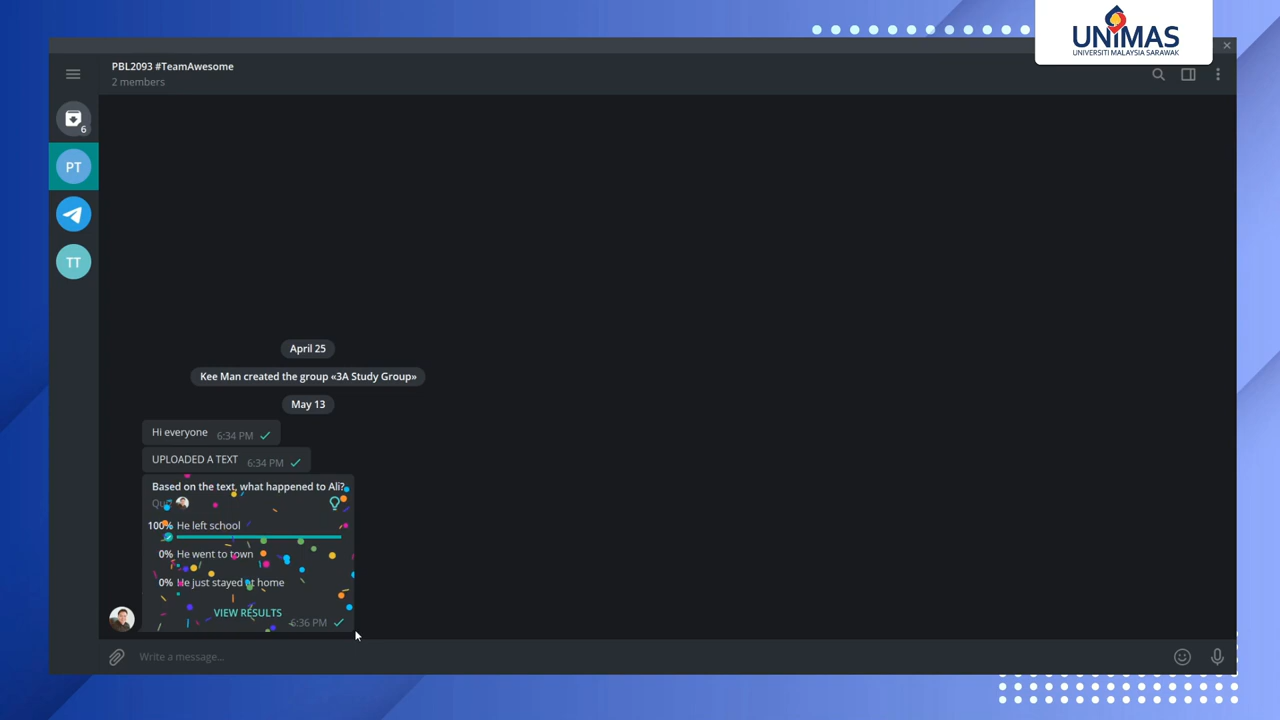 UNIMAS
UNIVERSITI MALAYSIA SARAWAK
PBL2093 #TeamAwesome
2 members
6
PT
TT
April 25
Kee Man created the group «3A Study Group»
May 13
Hi everyone 6:34 PM
UPLOADED A TEXT 6:34 PM
Based on the text, what happened to Ali?
100% He left school
0% He went to town
0% He just stayed at home
VIEW RESULTS
6:36 PM
Write a message...